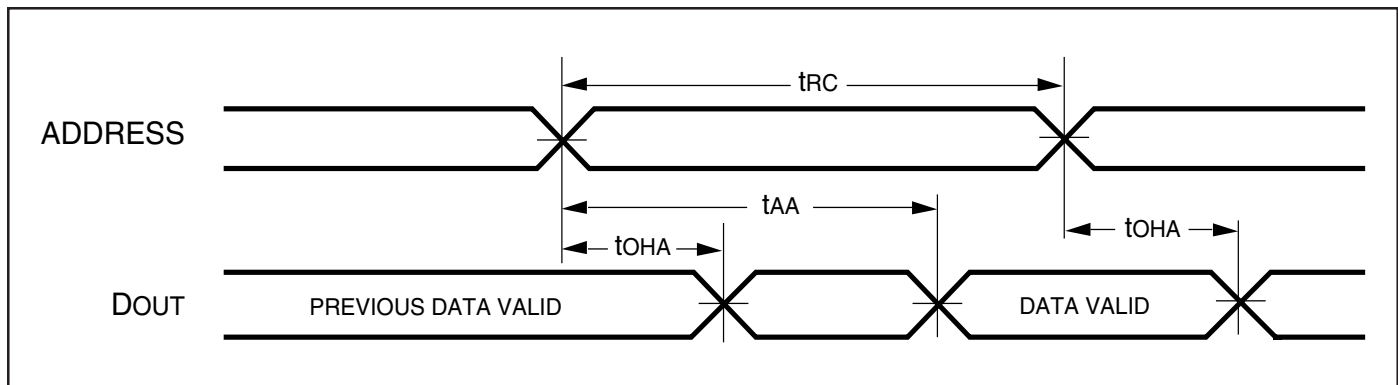 tRC
ADDRESS
tAA
tOHA
tOHA
DOUT
PREVIOUS DATA VALID
DATA VALID